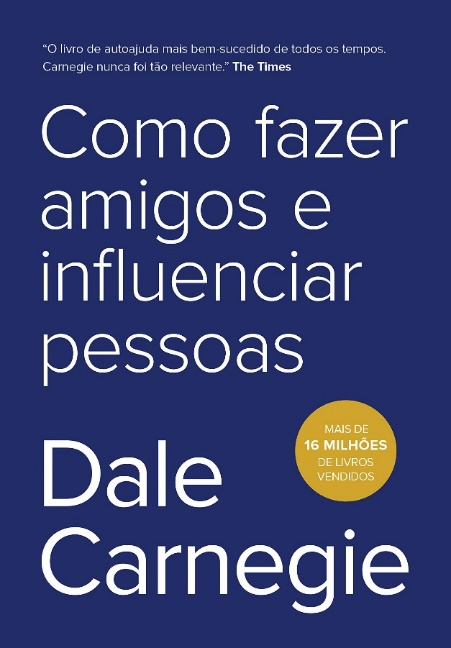 “O livro de autoajuda mais bem-sucedido de todos os tempos.
Carnegie nunca foi tão relevante.” The Times
Como fazer
amigos e
influenciar
pessoas
MAIS DE
16 MILHÕES
DE LIVROS
VENDIDOS
Dale
Carnegie